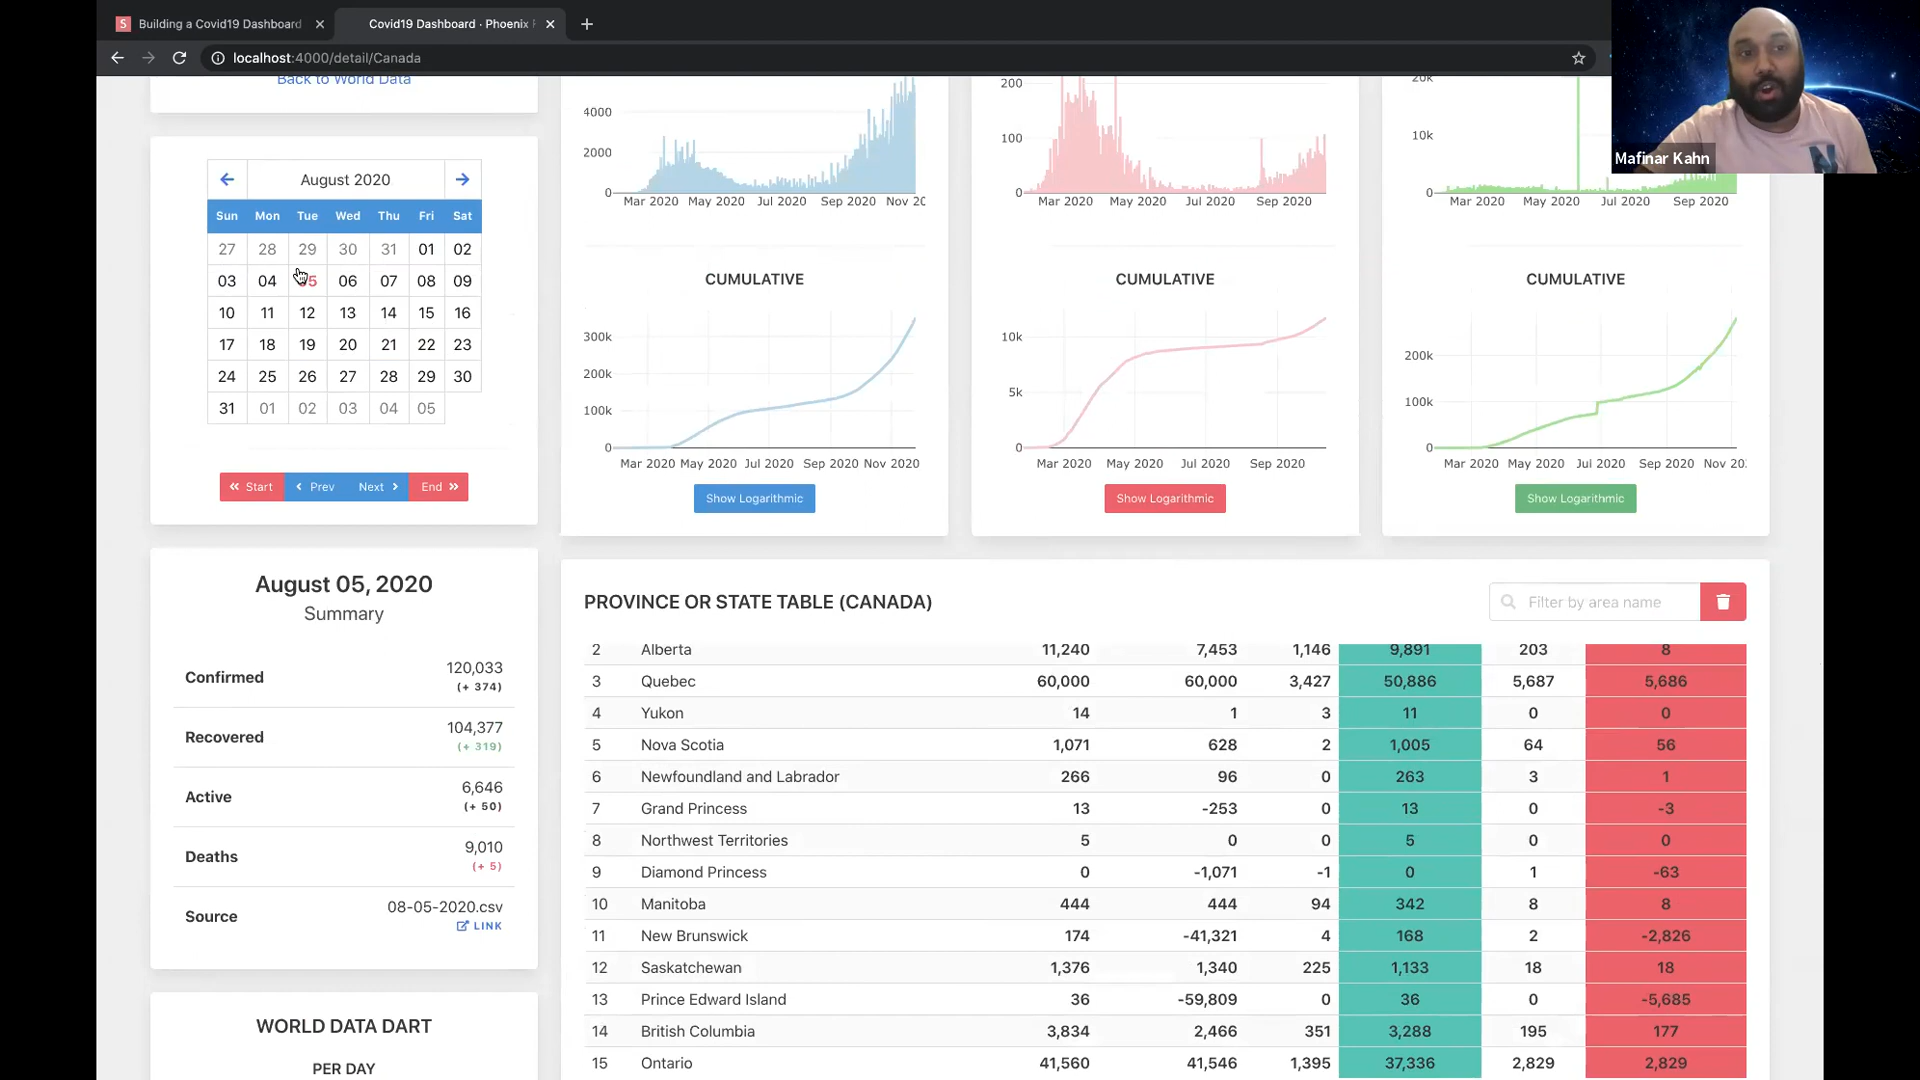 Building a Covid19 Dashboard
Covid19 Dashboard · Phoenix
localhost:4000/detail/Canada
Mafinar Kahn
Back to World Data
August 2020
Sun Mon Tue Wed Thu Fri Sat
27 28 29 30 31 01 02
03 04 05 06 07 08 09
10 11 12 13 14 15 16
17 18 19 20 21 22 23
24 25 26 27 28 29 30
31 01 02 03 04 05
Start Prev Next End
August 05, 2020
Summary
Confirmed 120,033
(+ 374)
Recovered 104,377
(+ 319)
Active 6,646
(+ 50)
Deaths 9,010
(+ 5)
Source 08-05-2020.csv
LINK
WORLD DATA DART
PER DAY
4000
2000
0
Mar 2020 May 2020 Jul 2020 Sep 2020 Nov 20
CUMULATIVE
300k
200k
100k
0
Mar 2020 May 2020 Jul 2020 Sep 2020 Nov 2020
Show Logarithmic
200
100
0
Mar 2020 May 2020 Jul 2020 Sep 2020
CUMULATIVE
10k
5k
0
Mar 2020 May 2020 Jul 2020 Sep 2020
Show Logarithmic
20k
10k
0
Mar 2020 May 2020 Jul 2020 Sep 2020
CUMULATIVE
200k
100k
0
Mar 2020 May 2020 Jul 2020 Sep 2020 Nov 20
Show Logarithmic
PROVINCE OR STATE TABLE (CANADA)
Filter by area name
2 Alberta 11,240 7,453 1,146 9,891 203 8
3 Quebec 60,000 60,000 3,427 50,886 5,687 5,686
4 Yukon 14 1 3 11 0 0
5 Nova Scotia 1,071 628 2 1,005 64 56
6 Newfoundland and Labrador 266 96 0 263 3 1
7 Grand Princess 13 -253 0 13 0 -3
8 Northwest Territories 5 0 0 5 0 0
9 Diamond Princess 0 -1,071 -1 0 1 -63
10 Manitoba 444 444 94 342 8 8
11 New Brunswick 174 -41,321 4 168 2 -2,826
12 Saskatchewan 1,376 1,340 225 1,133 18 18
13 Prince Edward Island 36 -59,809 0 36 0 -5,685
14 British Columbia 3,834 2,466 351 3,288 195 177
15 Ontario 41,560 41,546 1,395 37,336 2,829 2,829